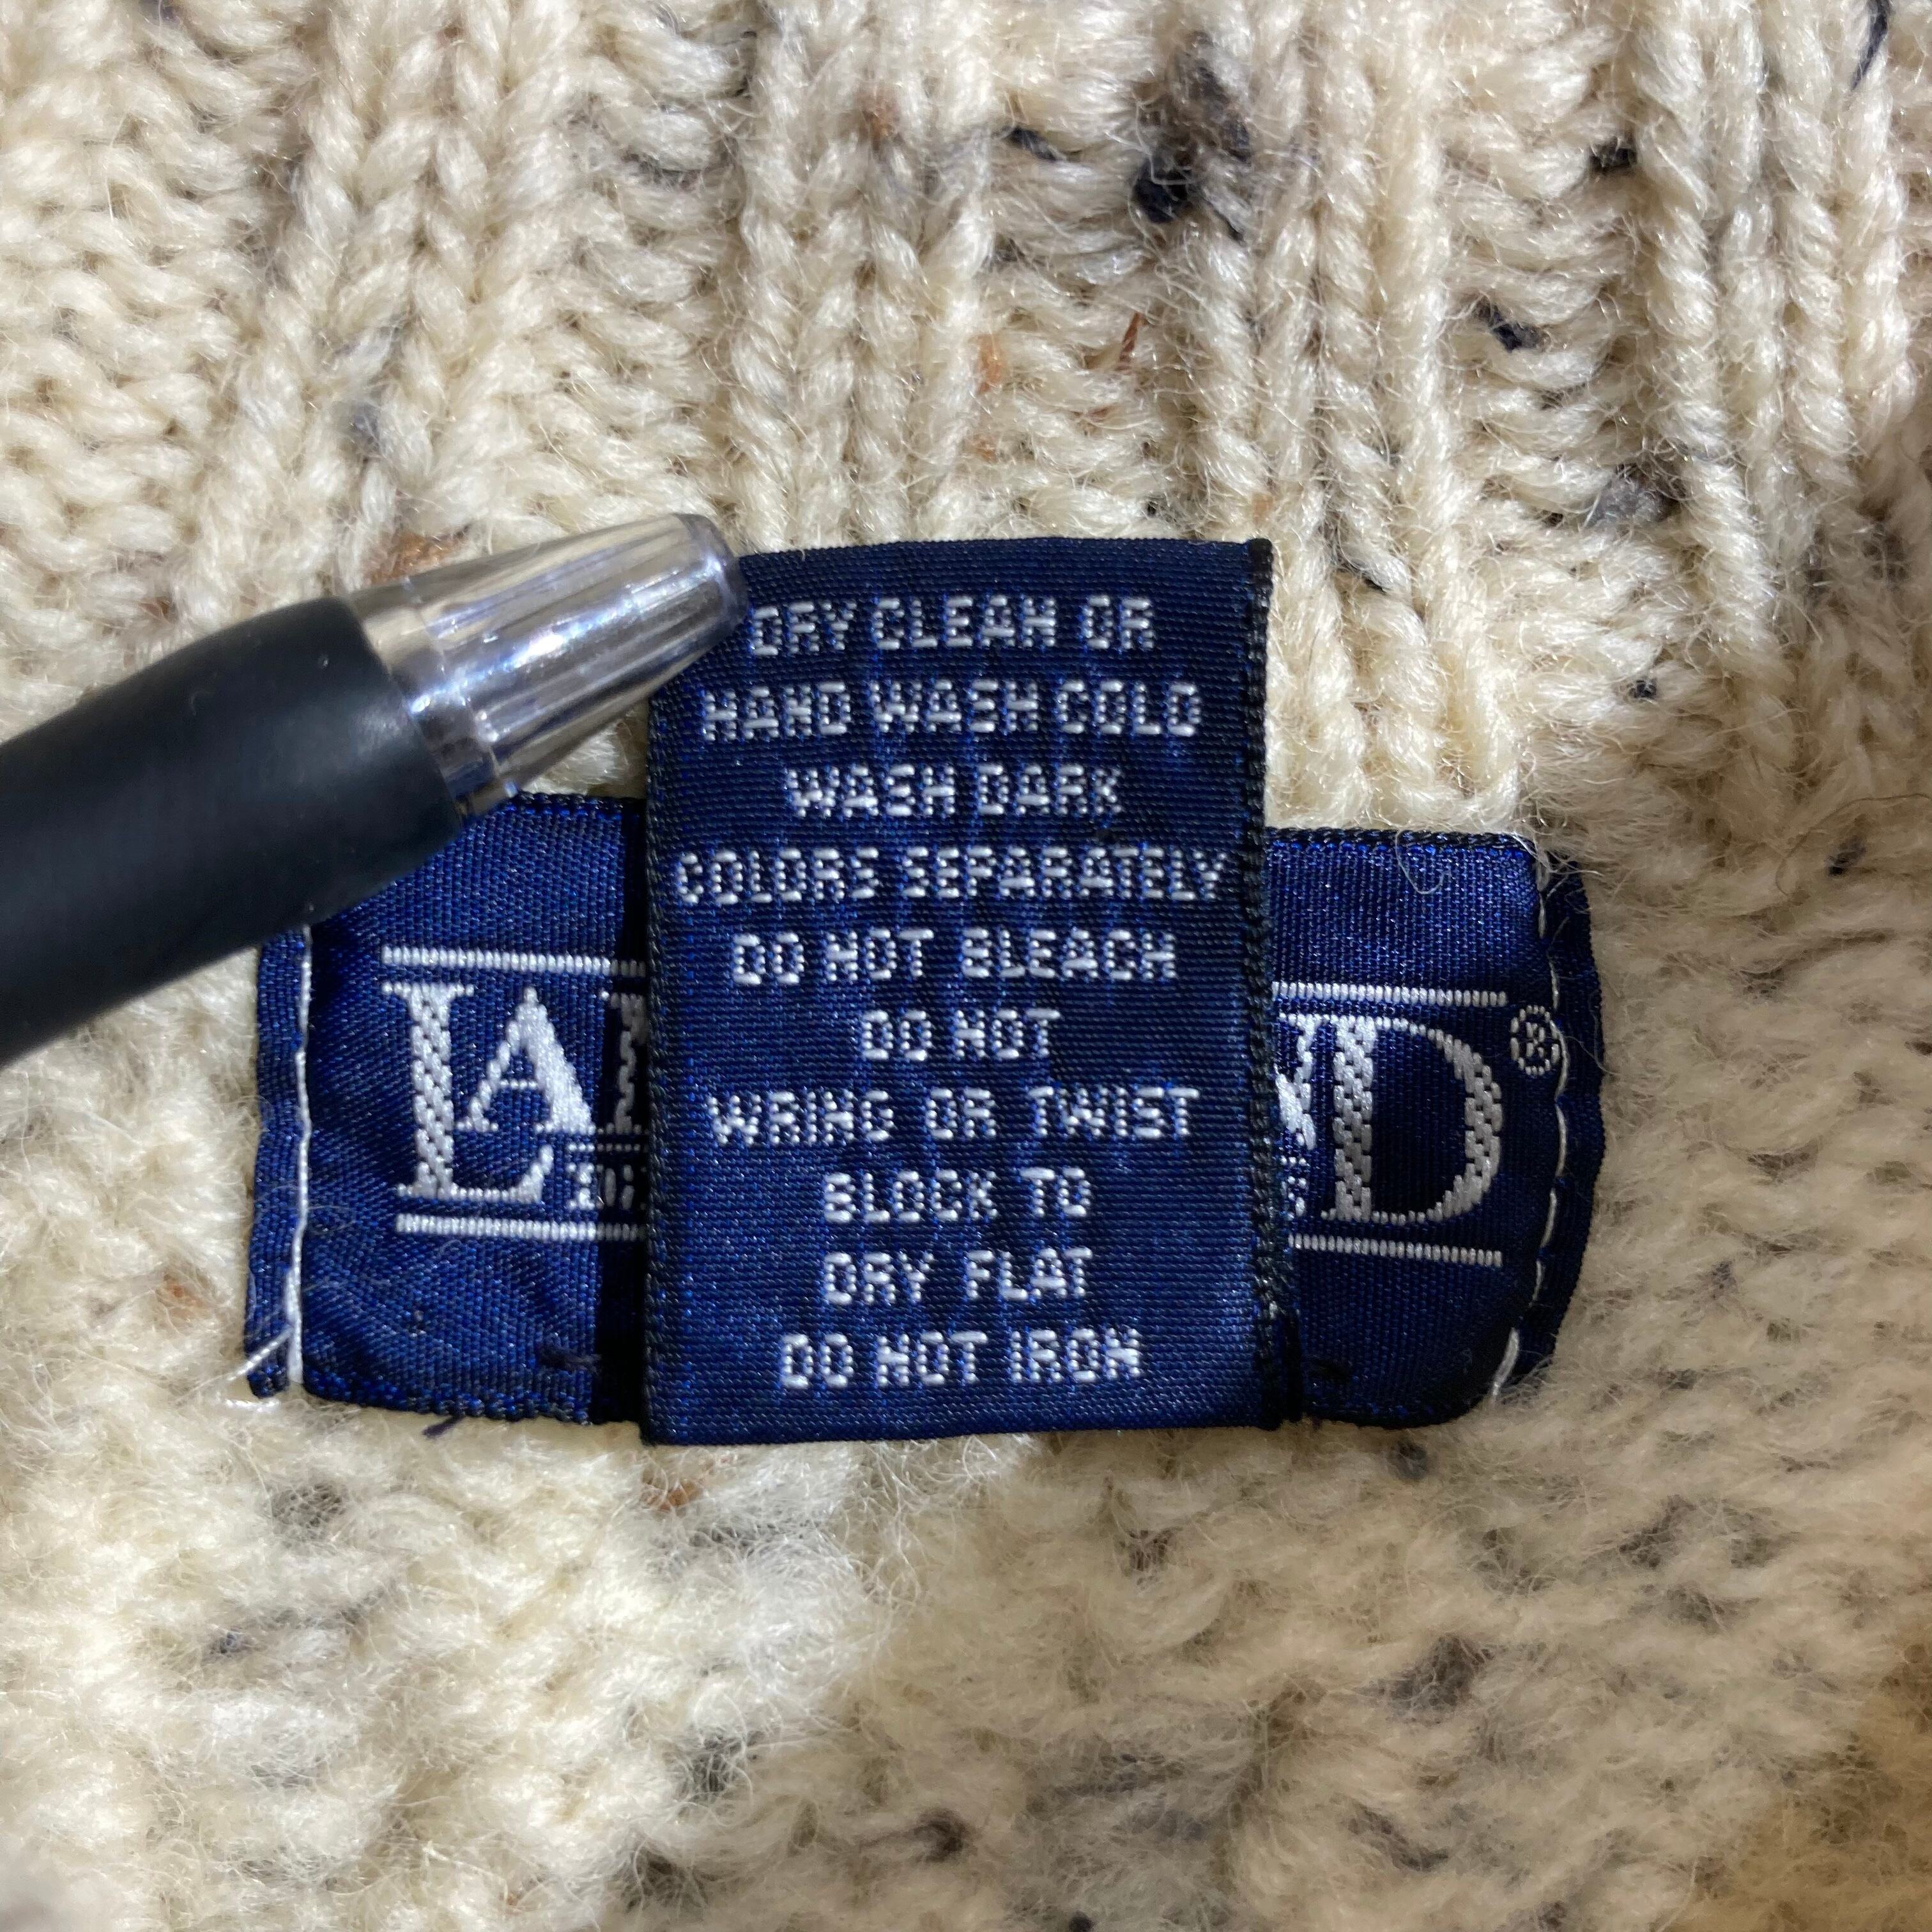 DRY CLEAN OR
HAND WASH COLD
WASH DARK
COLORS SEPARATELY
DO NOT BLEACH
DO NOT
WRING OR TWIST
BLOCK TO
DRY FLAT
DO NOT IRON